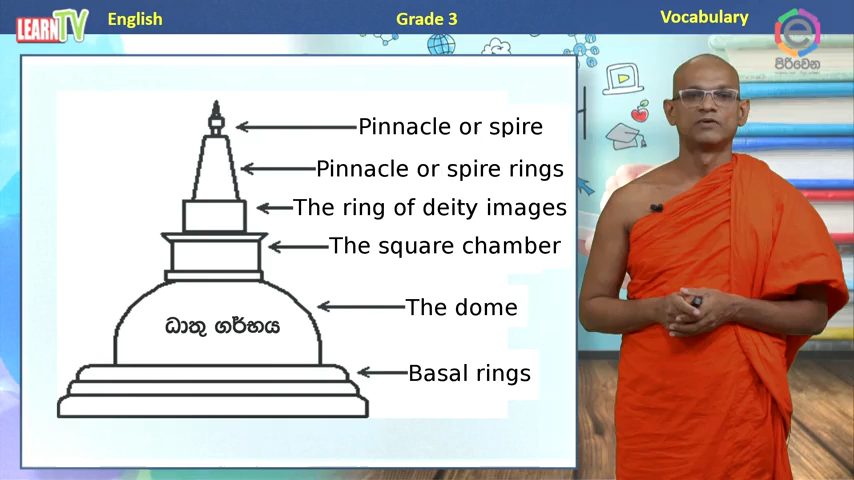 LEARN TV
English
Grade 3
Vocabulary
පිරිවෙන
Pinnacle or spire
Pinnacle or spire rings
The ring of deity images
The square chamber
The dome
ධාතු ගර්භය
Basal rings